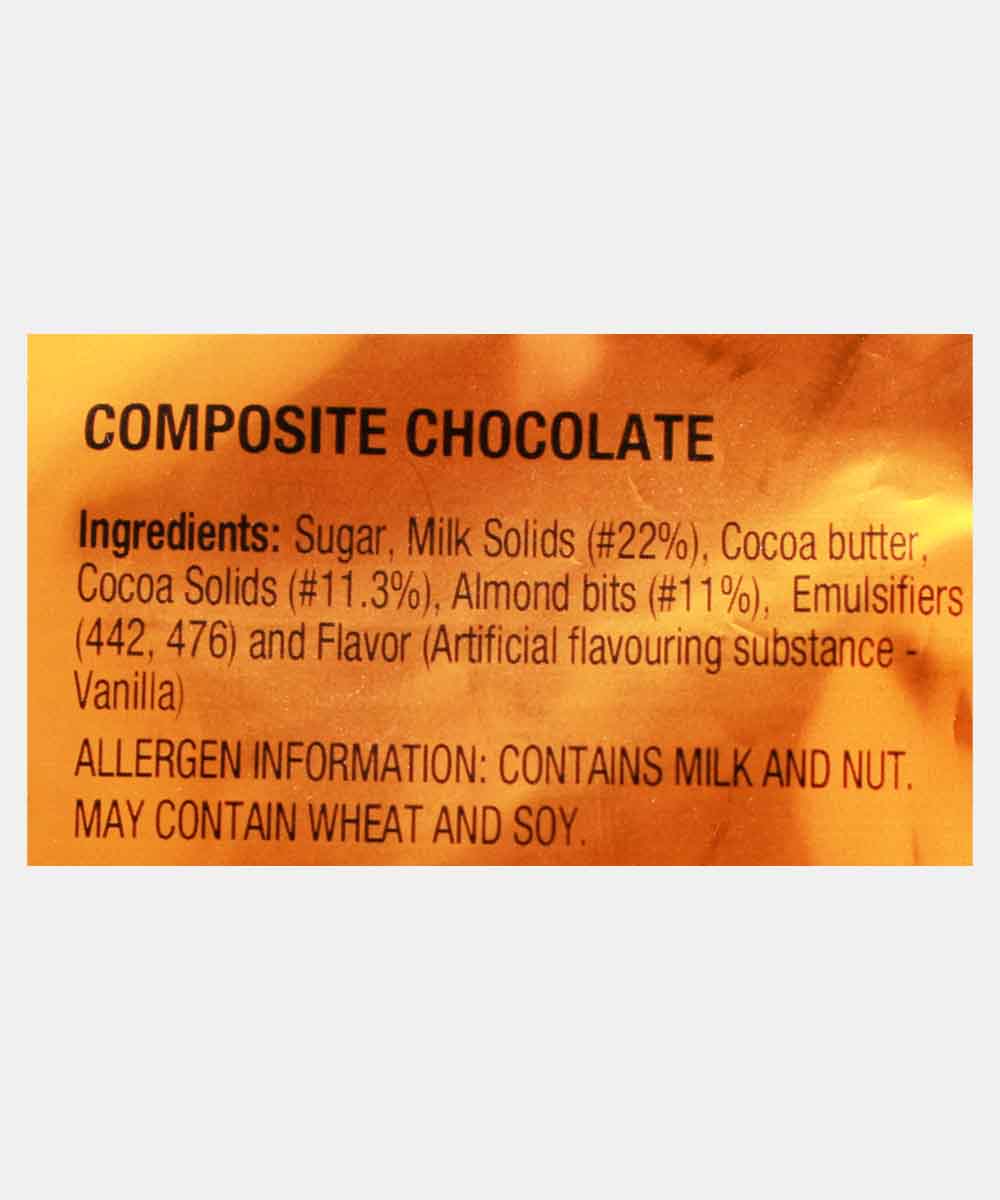 COMPOSITE CHOCOLATE
Ingredients: Sugar, Milk Solids (#22%), Cocoa butter,
Cocoa Solids (#11.3%), Almond bits (#11%), Emulsifiers
(442, 476) and Flavor (Artificial flavouring substance -
Vanilla)
ALLERGEN INFORMATION: CONTAINS MILK AND NUT.
MAY CONTAIN WHEAT AND SOY.